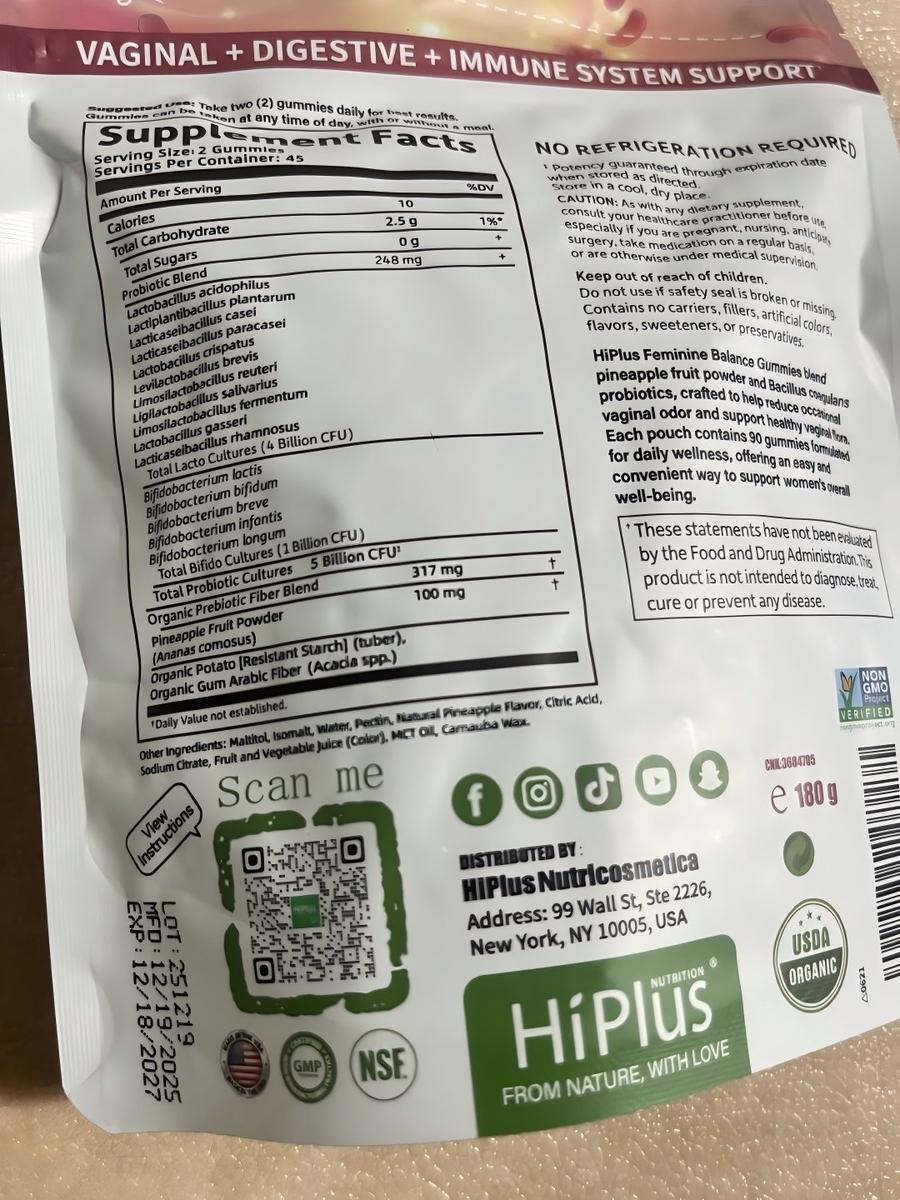 VAGINAL + DIGESTIVE + IMMUNE SYSTEM SUPPORT
Suggested Use: Take two (2) gummies daily for best results.
Gummies can be taken at any time of day, with or without a meal.
Supplement Facts
Serving Size: 2 Gummies
Servings Per Container: 45
Amount Per Serving %DV
Calories 10
Total Carbohydrate 2.5 g 1%*
Total Sugars 0 g +
Probiotic Blend 248 mg +
Lactobacillus acidophilus
Lactiplantibacillus plantarum
Lacticaseibacillus casei
Lacticaseibacillus paracasei
Lactobacillus crispatus
Levilactobacillus brevis
Limosilactobacillus reuteri
Ligilactobacillus salivarius
Limosilactobacillus fermentum
Lactobacillus gasseri
Lacticaseibacillus rhamnosus
Total Lacto Cultures (4 Billion CFU)
Bifidobacterium lactis
Bifidobacterium bifidum
Bifidobacterium breve
Bifidobacterium infantis
Bifidobacterium longum
Total Bifido Cultures (1 Billion CFU)
Total Probiotic Cultures 5 Billion CFU¹
Organic Prebiotic Fiber Blend 317 mg †
Pineapple Fruit Powder 100 mg †
(Ananas comosus)
Organic Potato [Resistant Starch] (tuber),
Organic Gum Arabic Fiber (Acacia spp.)
†Daily Value not established.
Other Ingredients: Maltitol, Isomalt, Water, Pectin, Natural Pineapple Flavor, Citric Acid,
Sodium Citrate, Fruit and Vegetable Juice (Color), MCT Oil, Carnauba Wax.
NO REFRIGERATION REQUIRED
¹ Potency guaranteed through expiration date
when stored as directed.
Store in a cool, dry place.
CAUTION: As with any dietary supplement,
consult your healthcare practitioner before use,
especially if you are pregnant, nursing, anticipate
surgery, take medication on a regular basis,
or are otherwise under medical supervision.
Keep out of reach of children.
Do not use if safety seal is broken or missing.
Contains no carriers, fillers, artificial colors,
flavors, sweeteners, or preservatives.
HiPlus Feminine Balance Gummies blend
pineapple fruit powder and Bacillus coagulans
probiotics, crafted to help reduce occasional
vaginal odor and support healthy vaginal flora.
Each pouch contains 90 gummies formulated
for daily wellness, offering an easy and
convenient way to support women's overall
well-being.
† These statements have not been evaluated
by the Food and Drug Administration. This
product is not intended to diagnose, treat,
cure or prevent any disease.
NON
GMO
Project
VERIFIED
nongmoproject.org
View
Instructions
Scan me
HiPlus
CNK:3684705
e 180 g
DISTRIBUTED BY:
HiPlus Nutricosmetica
Address: 99 Wall St, Ste 2226,
New York, NY 10005, USA
USDA
ORGANIC
△0621
LOT: 251219
MFD: 12/19/2025
EXP: 12/18/2027
GMP
NSF.
NUTRITION ®
HiPlus
FROM NATURE, WITH LOVE